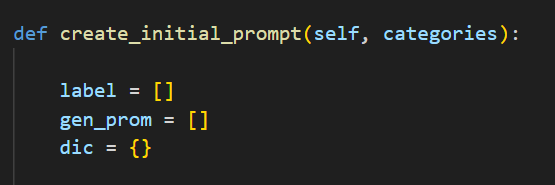 def create_initial_prompt(self, categories):
label = []
gen_prom = []
dic = {}